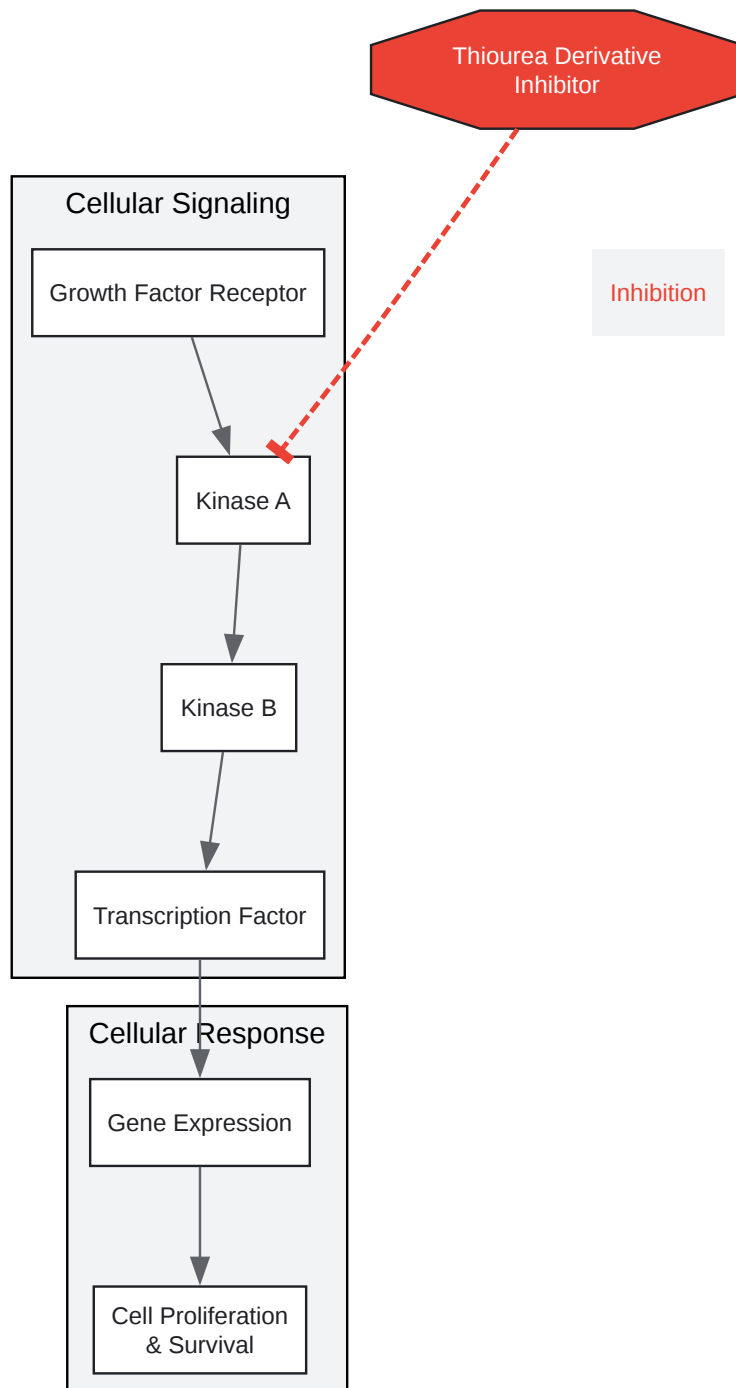 Thiourea Derivative
Inhibitor
Cellular Signaling
Growth Factor Receptor
Inhibition
Kinase A
Kinase B
Transcription Factor
Cellular Response
Gene Expression
Cell Proliferation
& Survival